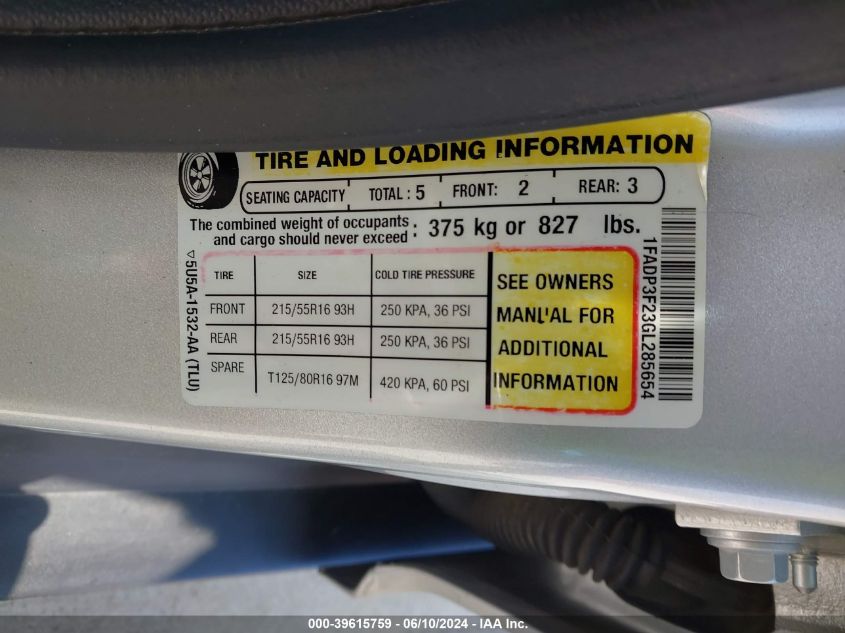 TIRE AND LOADING INFORMATION
SEATING CAPACITY TOTAL: 5 FRONT: 2 REAR: 3
The combined weight of occupants and cargo should never exceed : 375 kg or 827 lbs.
TIRE SIZE COLD TIRE PRESSURE
FRONT 215/55R16 93H 250 KPA, 36 PSI
REAR 215/55R16 93H 250 KPA, 36 PSI
SPARE T125/80R16 97M 420 KPA, 60 PSI
SEE OWNERS
MANUAL FOR
ADDITIONAL
INFORMATION
5U5A-1532-AA (TLU)
1FADP3F23GL285654
000-39615759 - 06/10/2024 - IAA Inc.